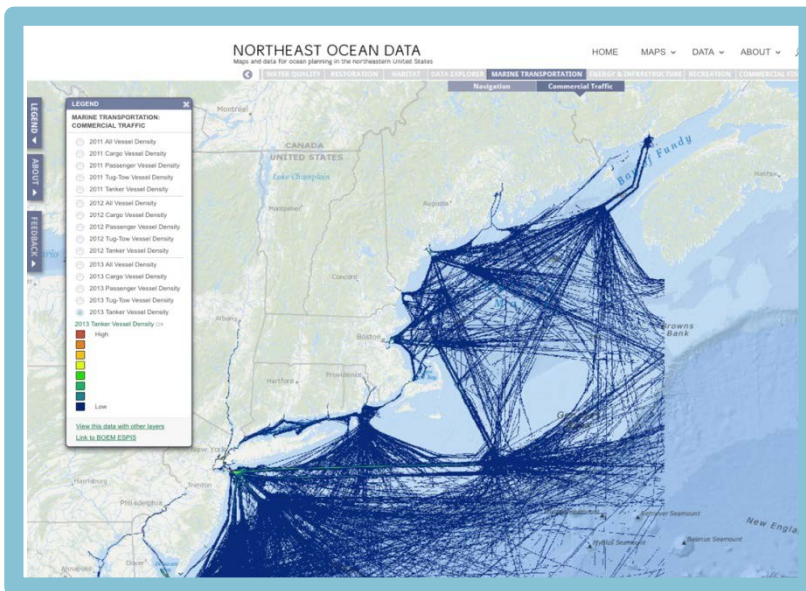 NORTHEAST OCEAN DATA
Maps and data for ocean planning in the northeastern United States
HOME MAPS DATA ABOUT
WATER QUALITY RESTORATION HABITAT DATA EXPLORER MARINE TRANSPORTATION ENERGY & INFRASTRUCTURE RECREATION COMMERCIAL
Navigation Commercial Traffic
LEGEND
ABOUT
FEEDBACK
LEGEND
MARINE TRANSPORTATION:
COMMERCIAL TRAFFIC
2011 All Vessel Density
2011 Cargo Vessel Density
2011 Passenger Vessel Density
2011 Tug-Tow Vessel Density
2011 Tanker Vessel Density
2012 All Vessel Density
2012 Cargo Vessel Density
2012 Passenger Vessel Density
2012 Tug-Tow Vessel Density
2012 Tanker Vessel Density
2013 All Vessel Density
2013 Cargo Vessel Density
2013 Passenger Vessel Density
2013 Tug-Tow Vessel Density
2013 Tanker Vessel Density
2013 Tanker Vessel Density
High
Low
View this data with other layers
Link to BOEM ESPIS
Montréal
CANADA
UNITED STATES
Lake Champlain
Montpelier
Augusta
Bay of Fundy
Halifax
Concord
Albany
Boston
Browns
Bank
Hartford
Providence
New York
Trenton
Harrisburg
Philadelphia
Annapolis
Dover
Seamount
Physalia Seamount
Balanus Seamount
New Engla